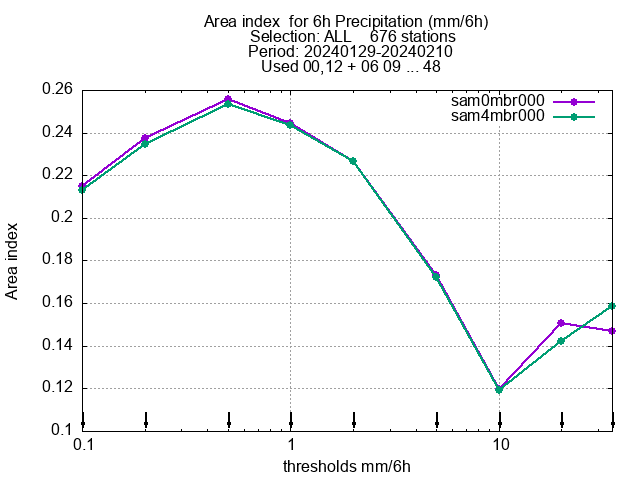 Area index  for 6h Precipitation (mm/6h)
Selection: ALL    676 stations
Period: 20240129-20240210
Used 00,12 + 06 09 ... 48
sam0mbr000
sam4mbr000
0.26
0.24
0.22
0.2
0.18
0.16
0.14
0.12
0.1
Area index
0.1 1 10
thresholds mm/6h